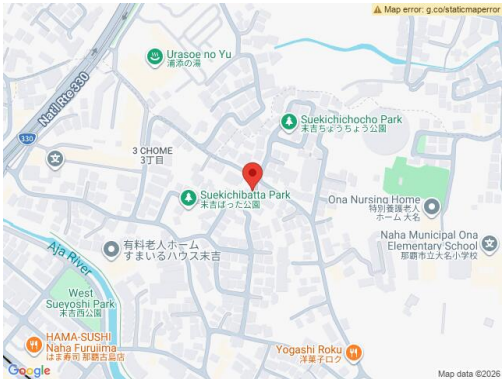 Map error: g.co/staticmaperror
Urasoe no Yu
浦添の湯
Nat'l Rte 330
330
Suekichichocho Park
末吉ちょうちょう公園
3 CHOME
3丁目
Suekichibatta Park
末吉ばった公園
Ona Nursing Home
特別養護老人
ホーム 大名
Naha Municipal Ona
Elementary School
那覇市立大名小学校
有料老人ホーム
すまいるハウス末吉
Aja River
West
Sueyoshi Park
末吉西公園
HAMA-SUSHI
Naha Furujima
はま寿司 那覇古島店
Yogashi Roku
洋菓子ロク
Google
Map data ©2026